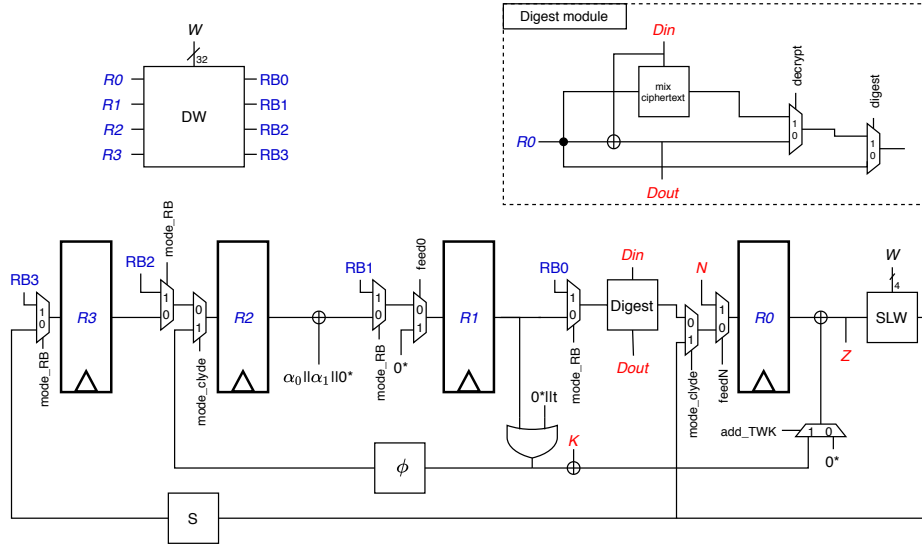 Digest module
W
32
R0
R1
R2
R3
DW
RB0
RB1
RB2
RB3
Din
mix
ciphertext
decrypt
digest
1
0
1
0
R0
Dout
RB3
1
0
mode_RB
R3
RB2
mode_RB
1
0
0
1
mode_clyde
R2
α0||α1||0*
RB1
1
0
mode_RB
feed0
0
1
0*
R1
RB0
1
0
mode_RB
Din
Digest
Dout
0
1
mode_clyde
N
1
0
feedN
R0
Z
W
4
SLW
0*||t
K
add_TWK
1 0
0*
ϕ
S